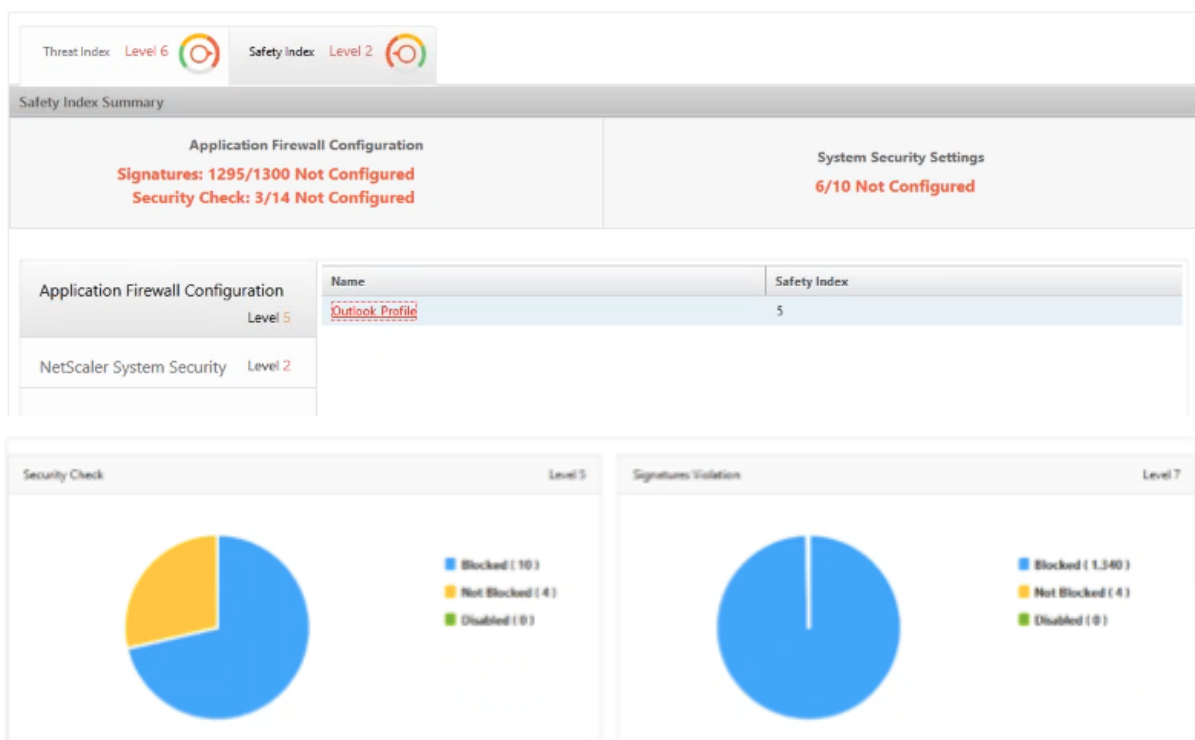 Threat Index Level 6 Safety Index Level 2
Safety Index Summary
Application Firewall Configuration
Signatures: 1295/1300 Not Configured
Security Check: 3/14 Not Configured
System Security Settings
6/10 Not Configured
Application Firewall Configuration
Level 5
NetScaler System Security Level 2
Name Safety Index
Outlook Profile 5
Security Check Level 5
Blocked ( 10 )
Not Blocked ( 4 )
Disabled ( 0 )
Signatures Violation Level 7
Blocked ( 1,340 )
Not Blocked ( 4 )
Disabled ( 0 )